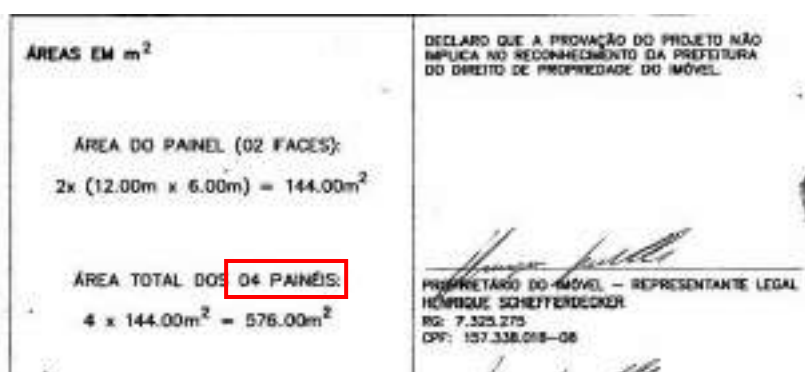 ÁREAS EM m²
ÁREA DO PAINEL (02 FACES):
2x (12.00m x 6.00m) = 144.00m²
ÁREA TOTAL DOS 04 PAINÉIS:
4 x 144.00m² = 576.00m²
DECLARO QUE A PROVAÇÃO DO PROJETO NÃO
IMPLICA NO RECONHECIMENTO DA PREFEITURA
DO DIREITO DE PROPRIEDADE DO IMÓVEL.
PROPRIETÁRIO DO IMÓVEL – REPRESENTANTE LEGAL
HENRIQUE SCHIEFFERDECKER
RG: 7.325.275
CPF: 157.338.018-08